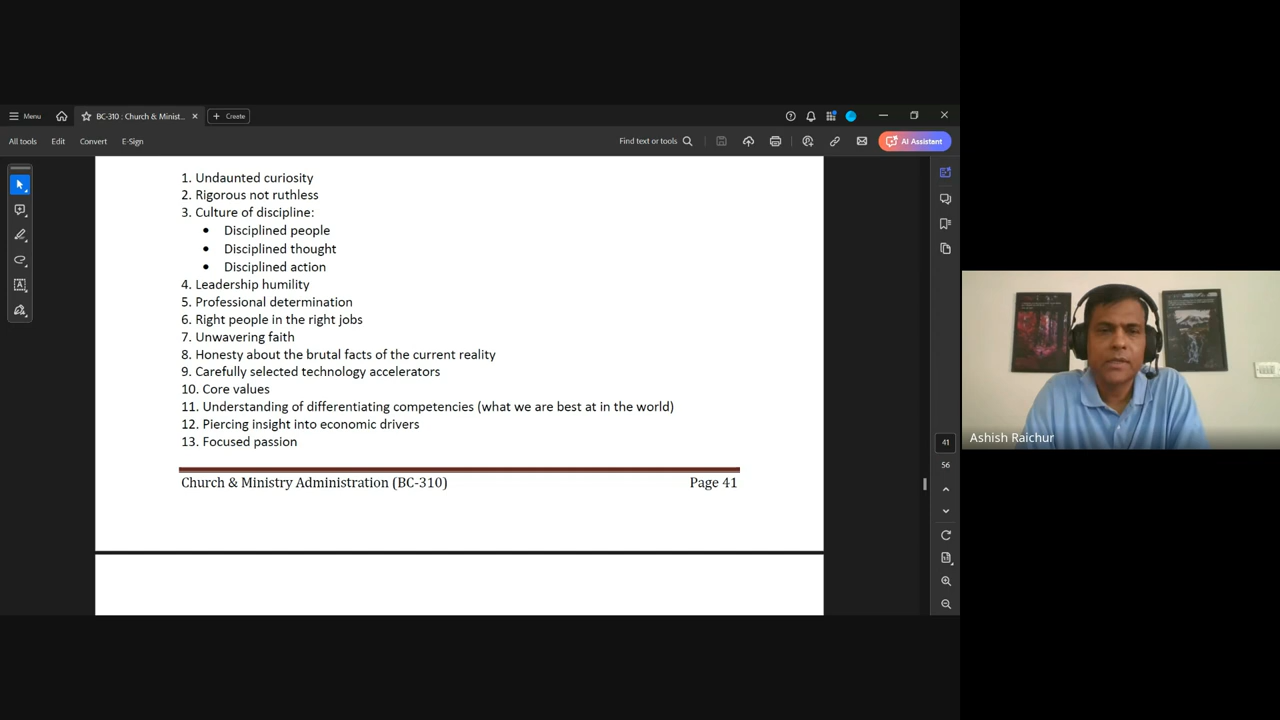 Menu
BC-310 : Church & Minist...
Create
All tools
Edit
Convert
E-Sign
Find text or tools
AI Assistant
1. Undaunted curiosity
2. Rigorous not ruthless
3. Culture of discipline:
• Disciplined people
• Disciplined thought
• Disciplined action
4. Leadership humility
5. Professional determination
6. Right people in the right jobs
7. Unwavering faith
8. Honesty about the brutal facts of the current reality
9. Carefully selected technology accelerators
10. Core values
11. Understanding of differentiating competencies (what we are best at in the world)
12. Piercing insight into economic drivers
13. Focused passion
Church & Ministry Administration (BC-310) Page 41
41
56
Ashish Raichur